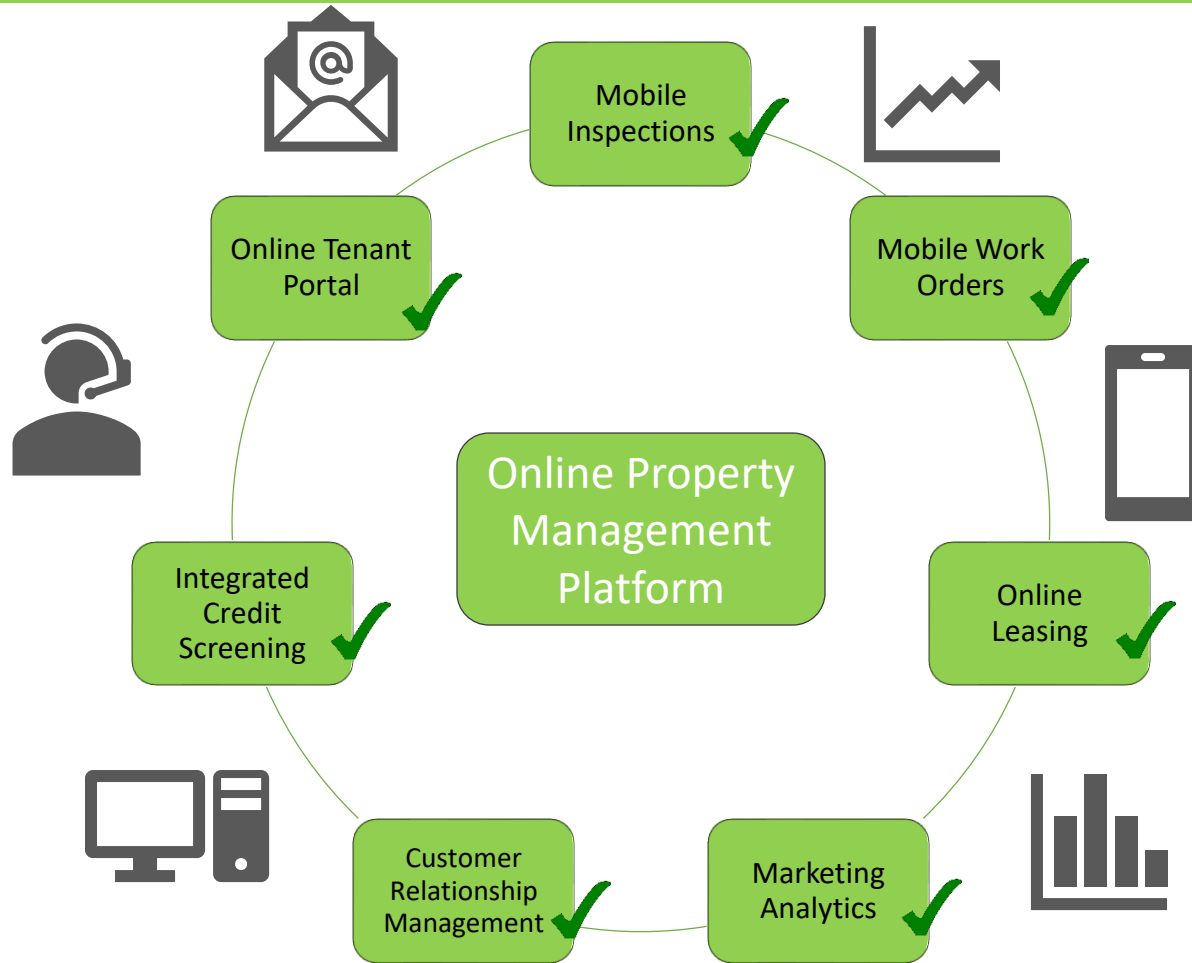 Mobile
Inspections
Mobile Work
Orders
Online
Leasing
Marketing
Analytics
Customer
Relationship
Management
Integrated
Credit
Screening
Online Tenant
Portal
Online Property
Management
Platform
@